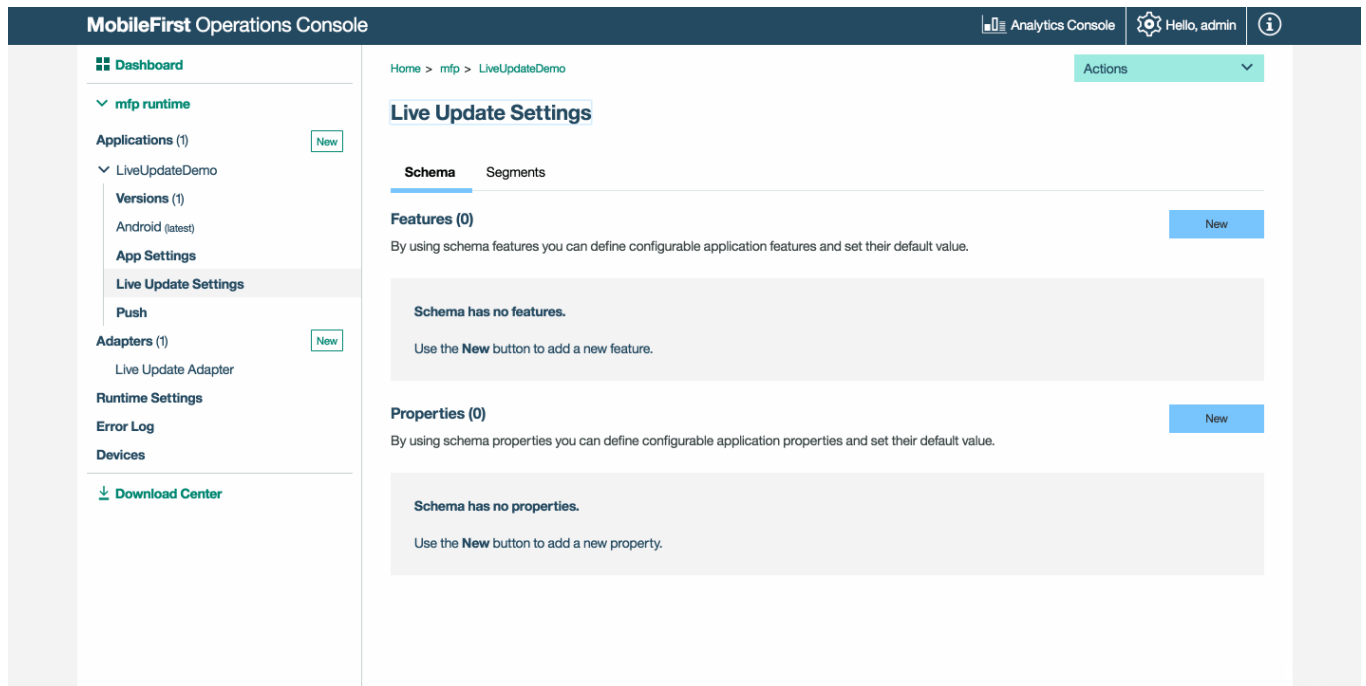 MobileFirst Operations Console
Analytics Console
Hello, admin
Dashboard
mfp runtime
Applications (1) New
LiveUpdateDemo
Versions (1)
Android (latest)
App Settings
Live Update Settings
Push
Adapters (1) New
Live Update Adapter
Runtime Settings
Error Log
Devices
Download Center
Home > mfp > LiveUpdateDemo
Actions
Live Update Settings
Schema Segments
Features (0) New
By using schema features you can define configurable application features and set their default value.
Schema has no features.
Use the New button to add a new feature.
Properties (0) New
By using schema properties you can define configurable application properties and set their default value.
Schema has no properties.
Use the New button to add a new property.